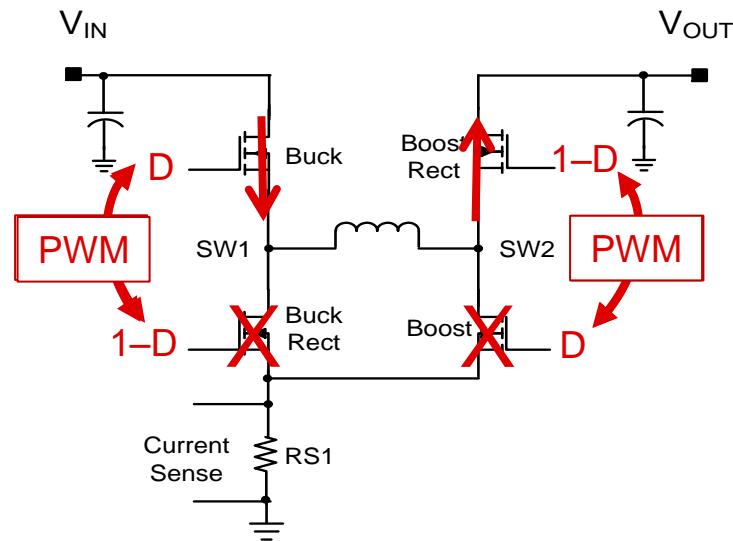 VIN
VOUT
Buck
Boost
Rect
D
1–D
PWM
PWM
SW1
SW2
Buck
Rect
Boost
1–D
D
Current
Sense
RS1